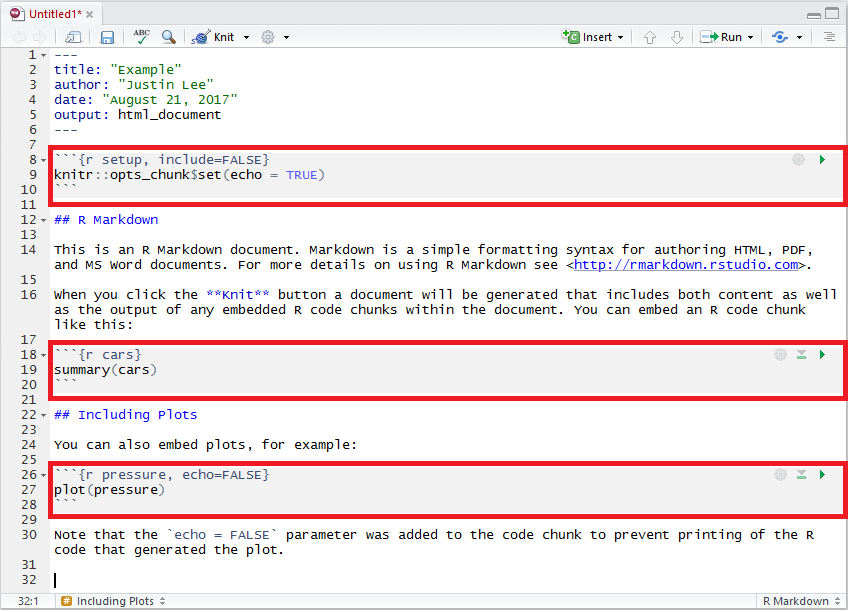 Untitled1*
ABC
Knit
Insert
Run
1 ---
2 title: "Example"
3 author: "Justin Lee"
4 date: "August 21, 2017"
5 output: html_document
6 ---
7
8 ```{r setup, include=FALSE}
9 knitr::opts_chunk$set(echo = TRUE)
10 ```
11
12 ## R Markdown
13
14 This is an R Markdown document. Markdown is a simple formatting syntax for authoring HTML, PDF,
and MS Word documents. For more details on using R Markdown see <http://rmarkdown.rstudio.com>.
15
16 When you click the **Knit** button a document will be generated that includes both content as well
as the output of any embedded R code chunks within the document. You can embed an R code chunk
like this:
17
18 ```{r cars}
19 summary(cars)
20 ```
21
22 ## Including Plots
23
24 You can also embed plots, for example:
25
26 ```{r pressure, echo=FALSE}
27 plot(pressure)
28 ```
29
30 Note that the `echo = FALSE` parameter was added to the code chunk to prevent printing of the R
code that generated the plot.
31
32
32:1 # Including Plots R Markdown